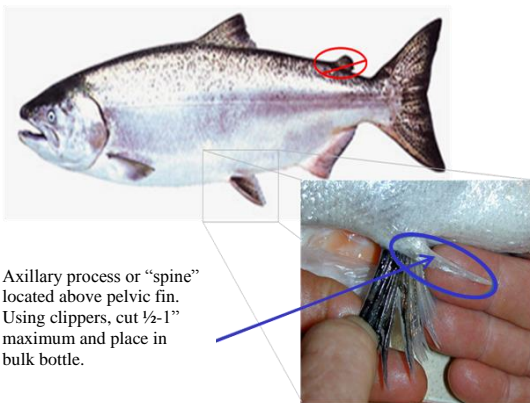 Axillary process or “spine”
located above pelvic fin.
Using clippers, cut ½-1”
maximum and place in
bulk bottle.